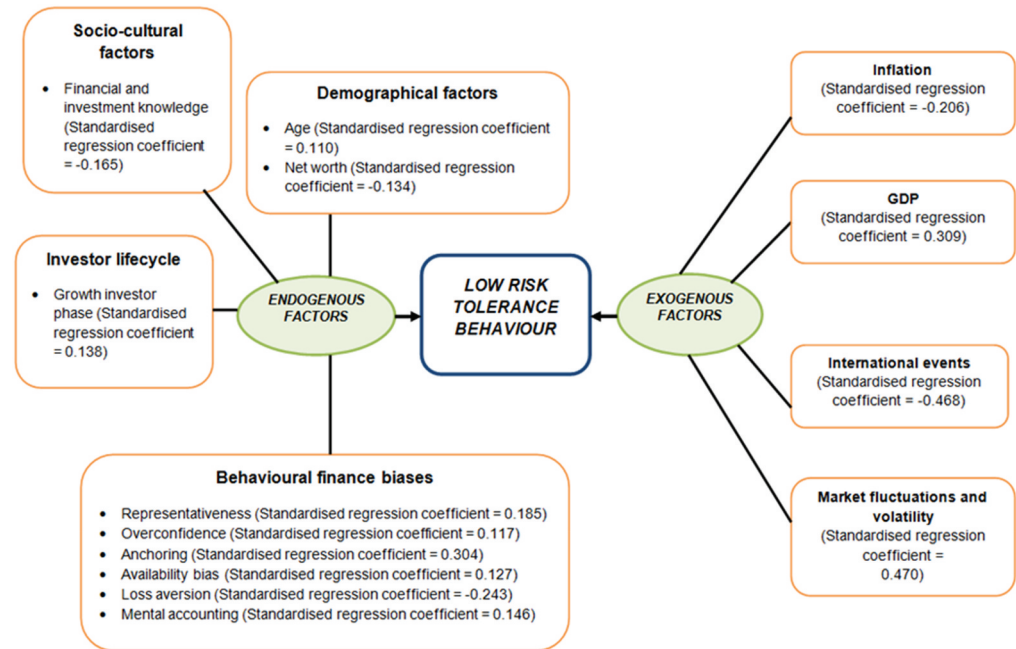 Socio-cultural
factors
• Financial and
investment knowledge
(Standardised
regression coefficient
= -0.165)
Demographical factors
• Age (Standardised regression coefficient
= 0.110)
• Net worth (Standardised regression
coefficient = -0.134)
Investor lifecycle
• Growth investor
phase (Standardised
regression coefficient
= 0.138)
ENDOGENOUS
FACTORS
LOW RISK
TOLERANCE
BEHAVIOUR
EXOGENOUS
FACTORS
Inflation
(Standardised regression
coefficient = -0.206)
GDP
(Standardised regression
coefficient = 0.309)
International events
(Standardised regression
coefficient = -0.468)
Market fluctuations and
volatility
(Standardised regression
coefficient =
0.470)
Behavioural finance biases
• Representativeness (Standardised regression coefficient = 0.185)
• Overconfidence (Standardised regression coefficient = 0.117)
• Anchoring (Standardised regression coefficient = 0.304)
• Availability bias (Standardised regression coefficient = 0.127)
• Loss aversion (Standardised regression coefficient = -0.243)
• Mental accounting (Standardised regression coefficient = 0.146)